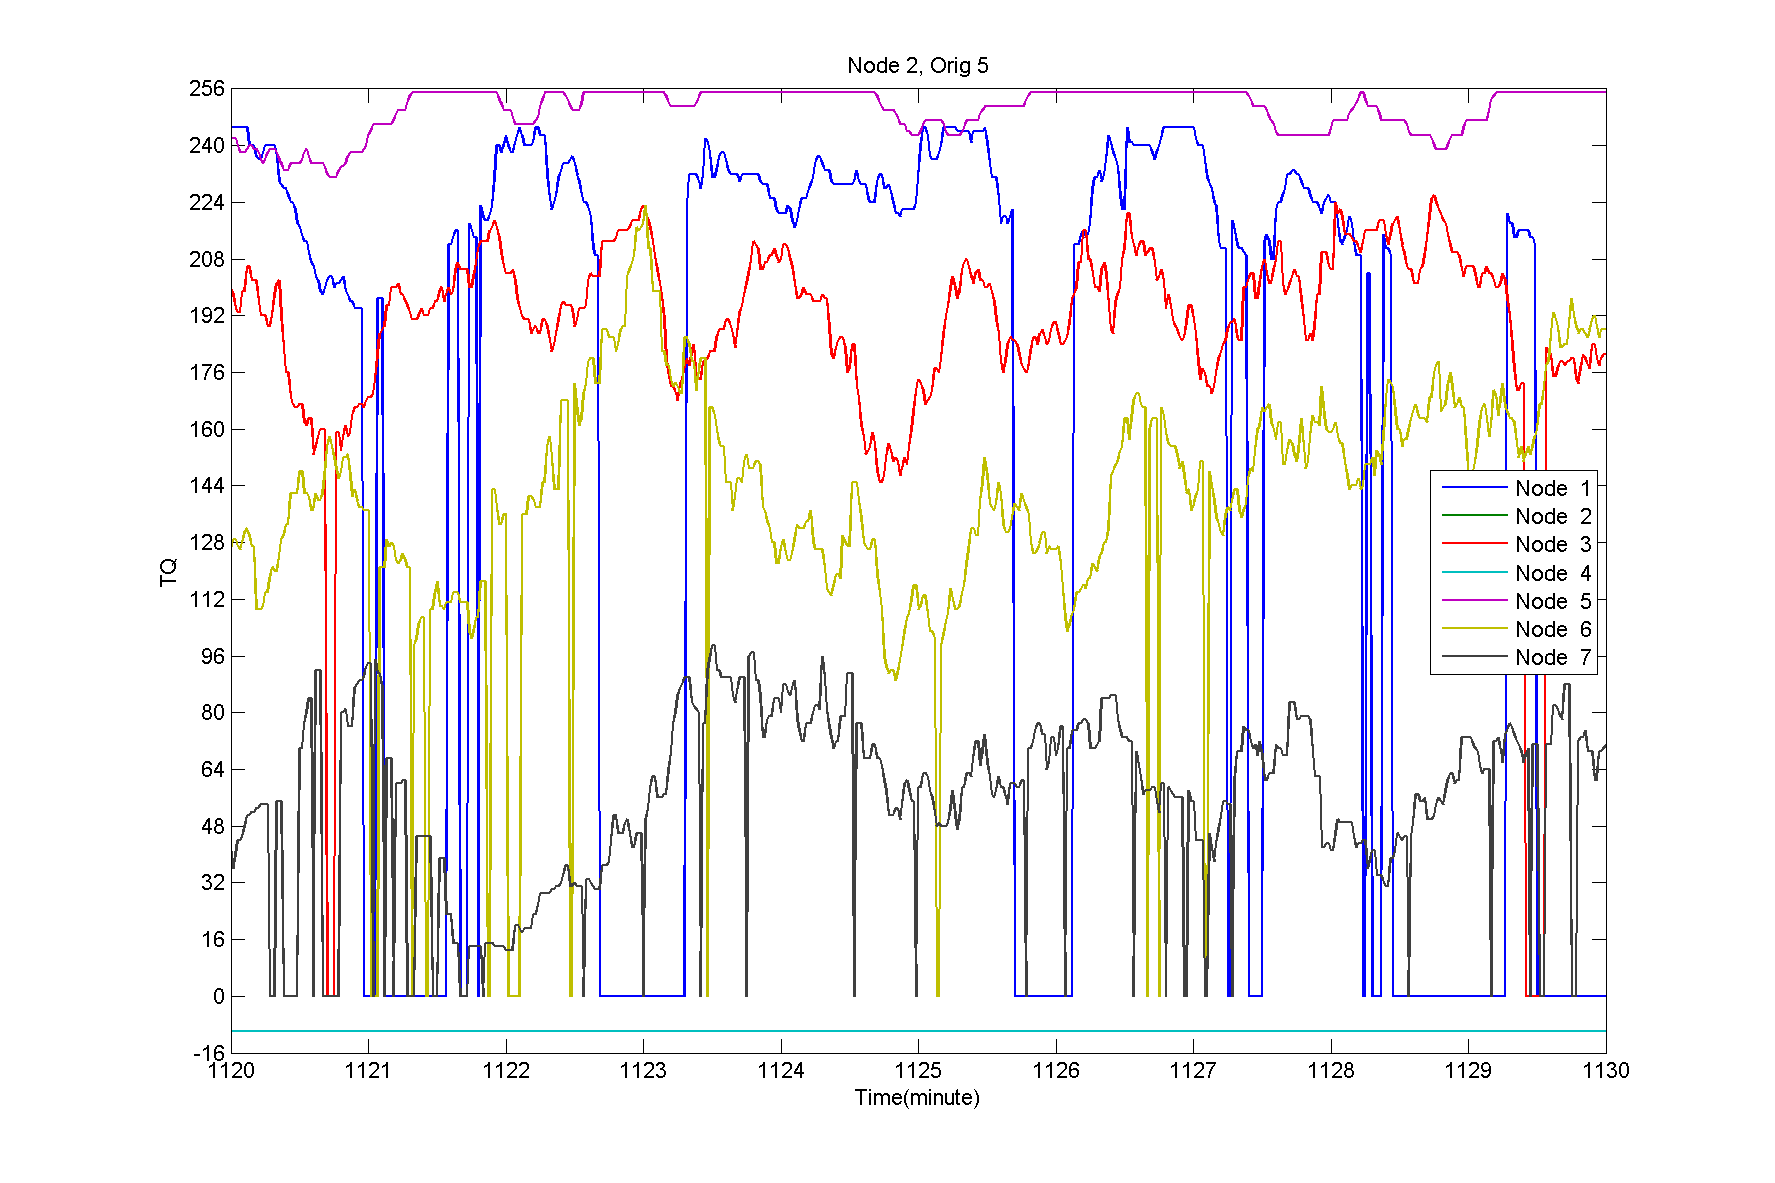 Node 2, Orig 5
256
240
224
208
192
176
160
144
128
112
96
80
64
48
32
16
0
-16
TQ
Node 1
Node 2
Node 3
Node 4
Node 5
Node 6
Node 7
1120 1121 1122 1123 1124 1125 1126 1127 1128 1129 1130
Time(minute)